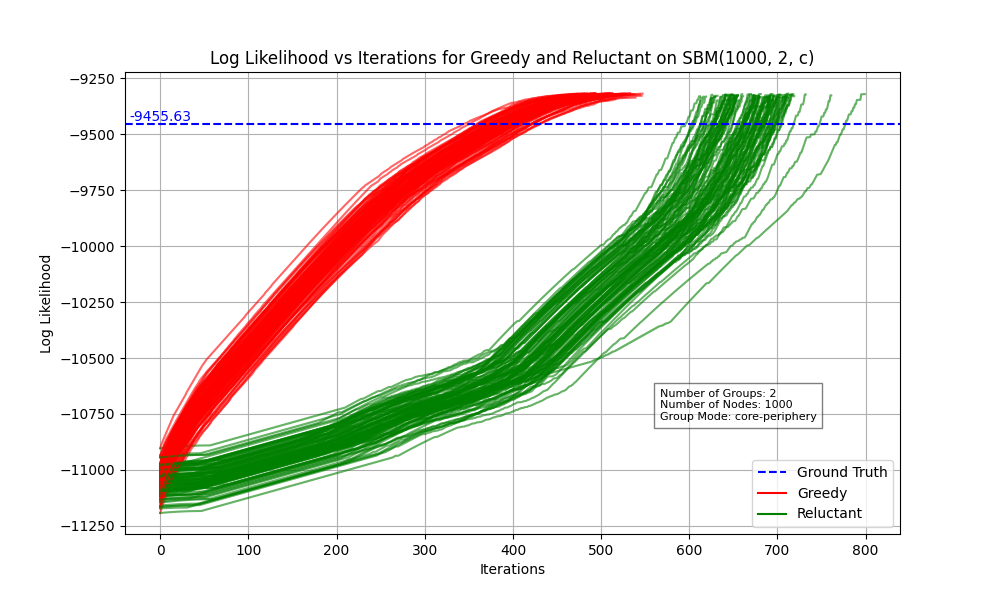 Log Likelihood vs Iterations for Greedy and Reluctant on SBM(1000, 2, c)
Log Likelihood
−9250
−9500
−9750
−10000
−10250
−10500
−10750
−11000
−11250
-9455.63
Number of Groups: 2
Number of Nodes: 1000
Group Mode: core-periphery
Ground Truth
Greedy
Reluctant
0 100 200 300 400 500 600 700 800
Iterations